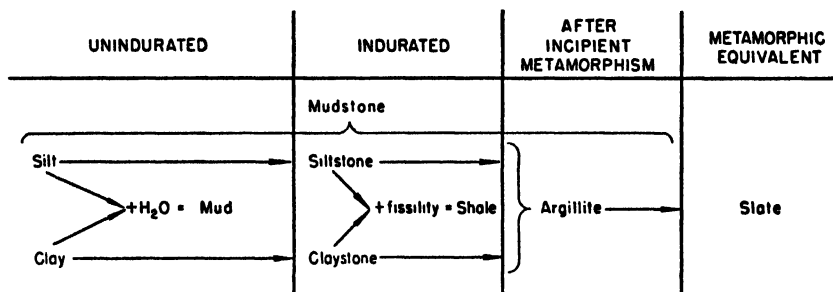 UNINDURATED
INDURATED
AFTER
INCIPIENT
METAMORPHISM
METAMORPHIC
EQUIVALENT
Mudstone
Silt
Siltstone
+H₂O = Mud
+fissility = Shale
Argillite
Slate
Clay
Claystone